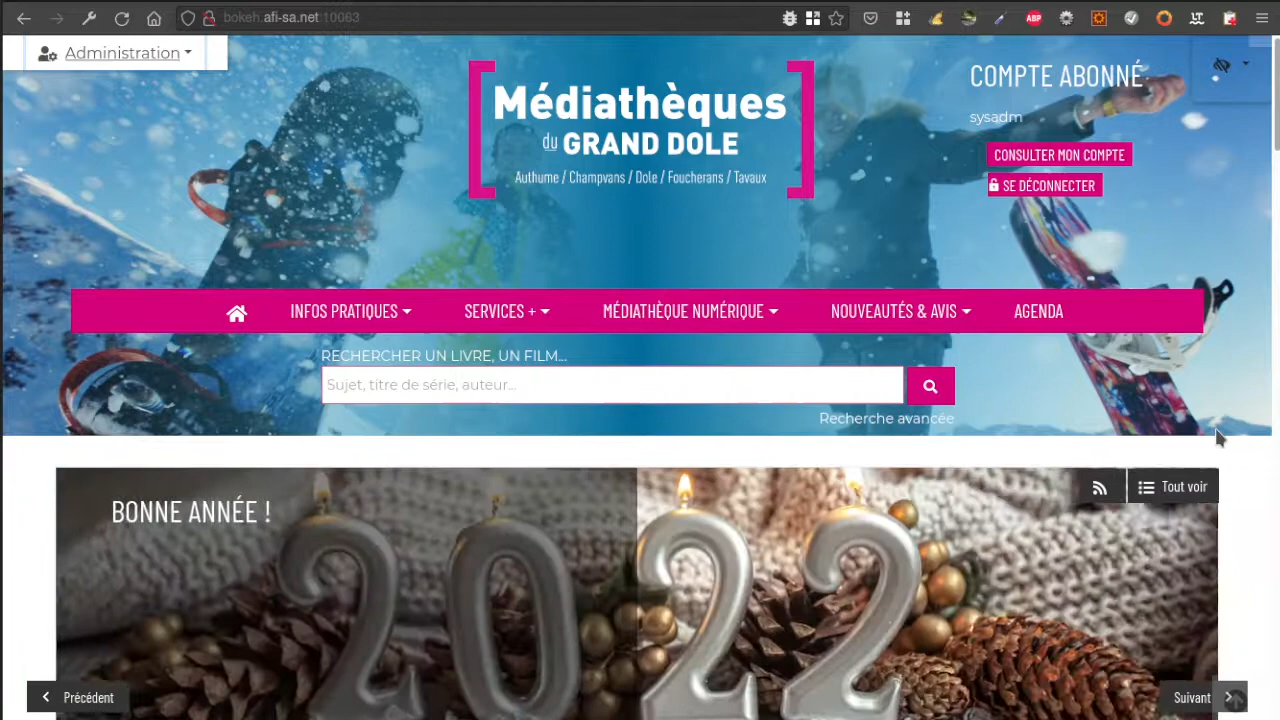 bokeh.afi-sa.net:10063
ABP
Administration
Médiathèques
du GRAND DOLE
Authume / Champvans / Dole / Foucherans / Tavaux
COMPTE ABONNÉ
sysadm
CONSULTER MON COMPTE
SE DÉCONNECTER
INFOS PRATIQUES
SERVICES +
MÉDIATHÈQUE NUMÉRIQUE
NOUVEAUTÉS & AVIS
AGENDA
RECHERCHER UN LIVRE, UN FILM...
Sujet, titre de série, auteur...
Recherche avancée
BONNE ANNÉE !
Tout voir
2022
Précédent
Suivant